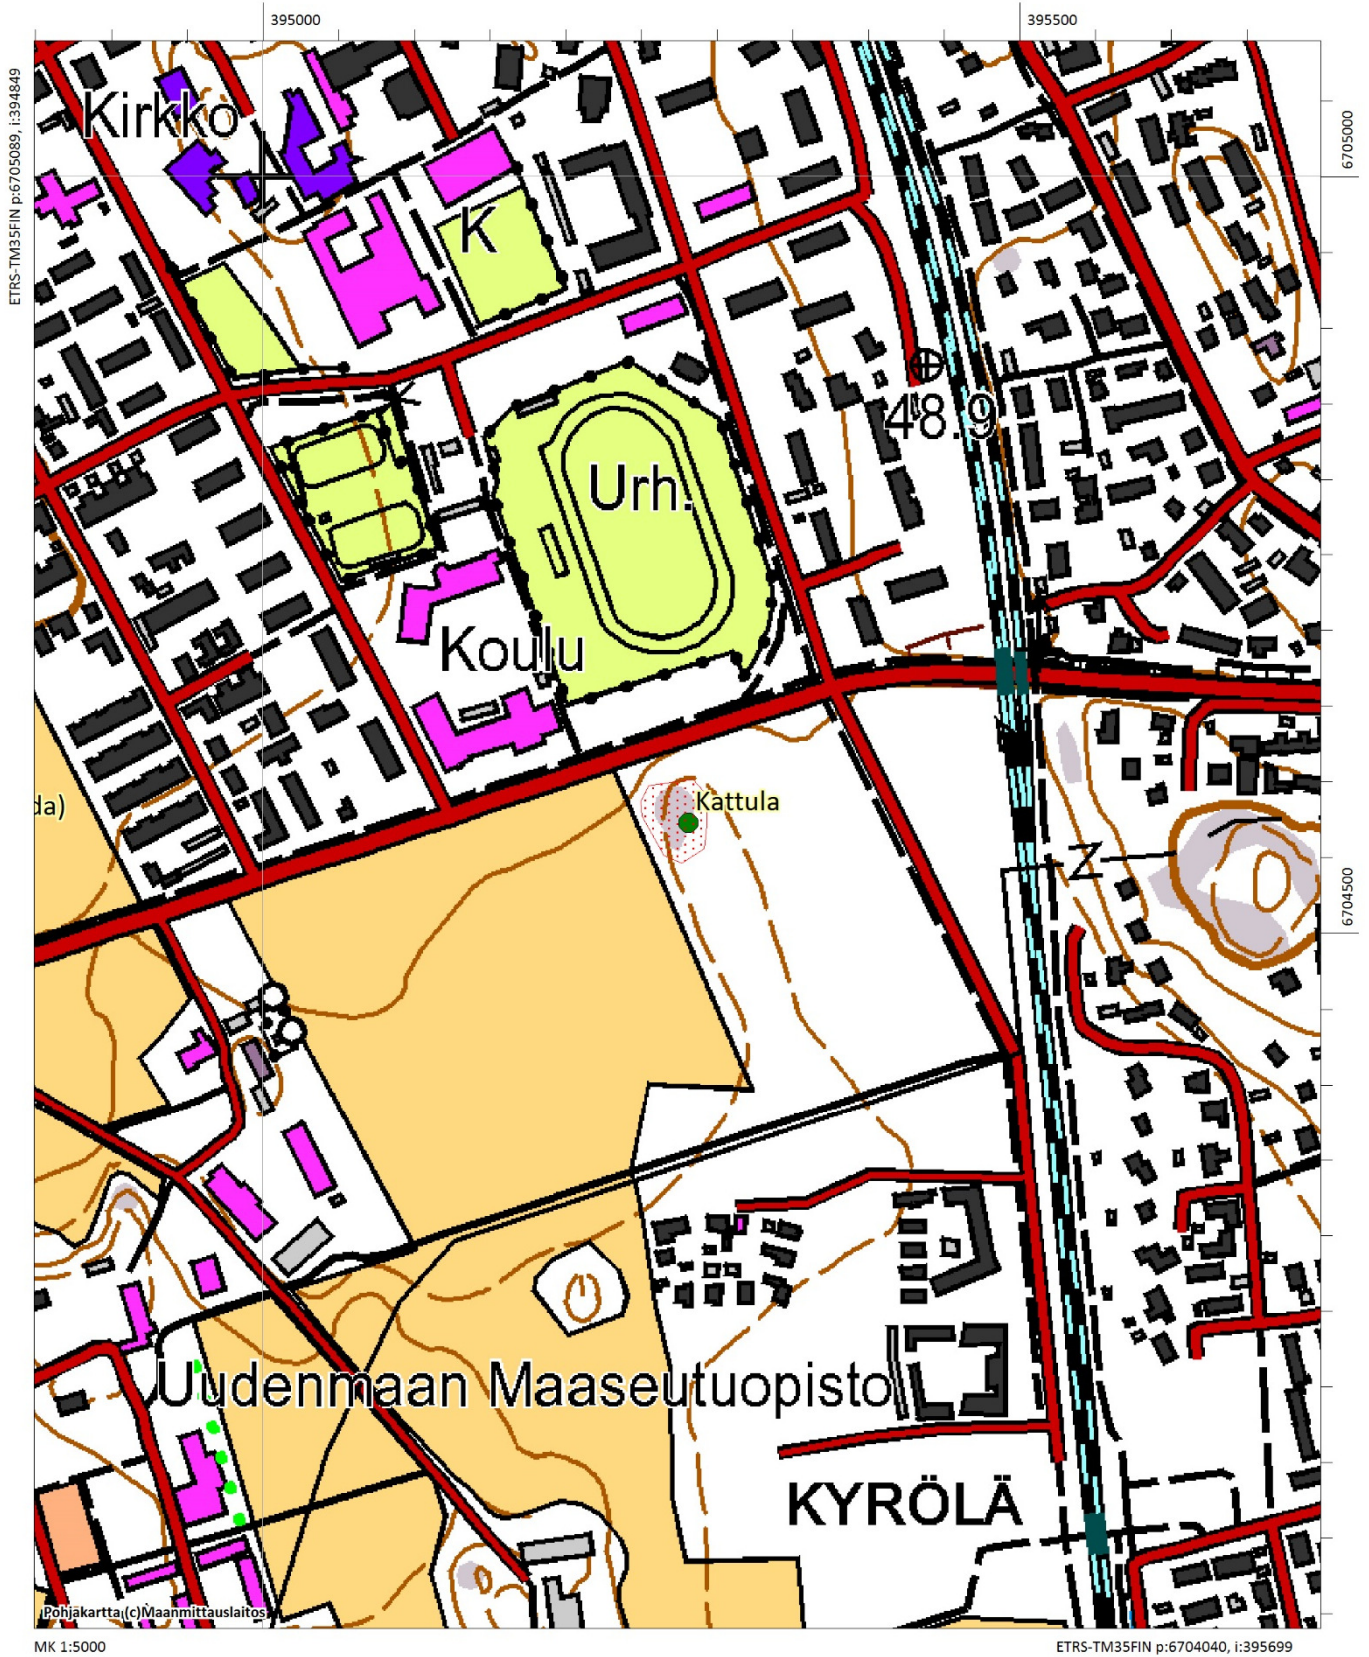 395000
395500
ETRS-TM35FIN p:6705089, i:394849
6705000
Kirkko
K
48.9
Urh.
Koulu
da)
Kattula
6704500
Uudenmaan Maaseutuopisto
KYRÖLÄ
Pohjakartta (c)Maanmittauslaitos
MK 1:5000
ETRS-TM35FIN p:6704040, i:395699